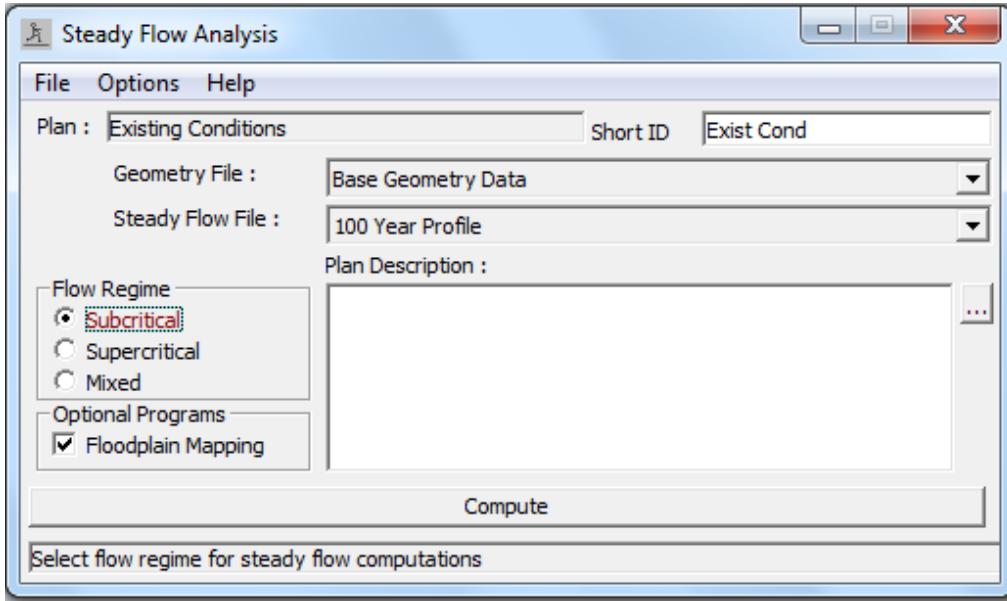 Steady Flow Analysis
File Options Help
Plan : Existing Conditions Short ID Exist Cond
Geometry File : Base Geometry Data
Steady Flow File : 100 Year Profile
Plan Description :
Flow Regime
Subcritical
...
Supercritical
Mixed
Optional Programs
Floodplain Mapping
Compute
Select flow regime for steady flow computations